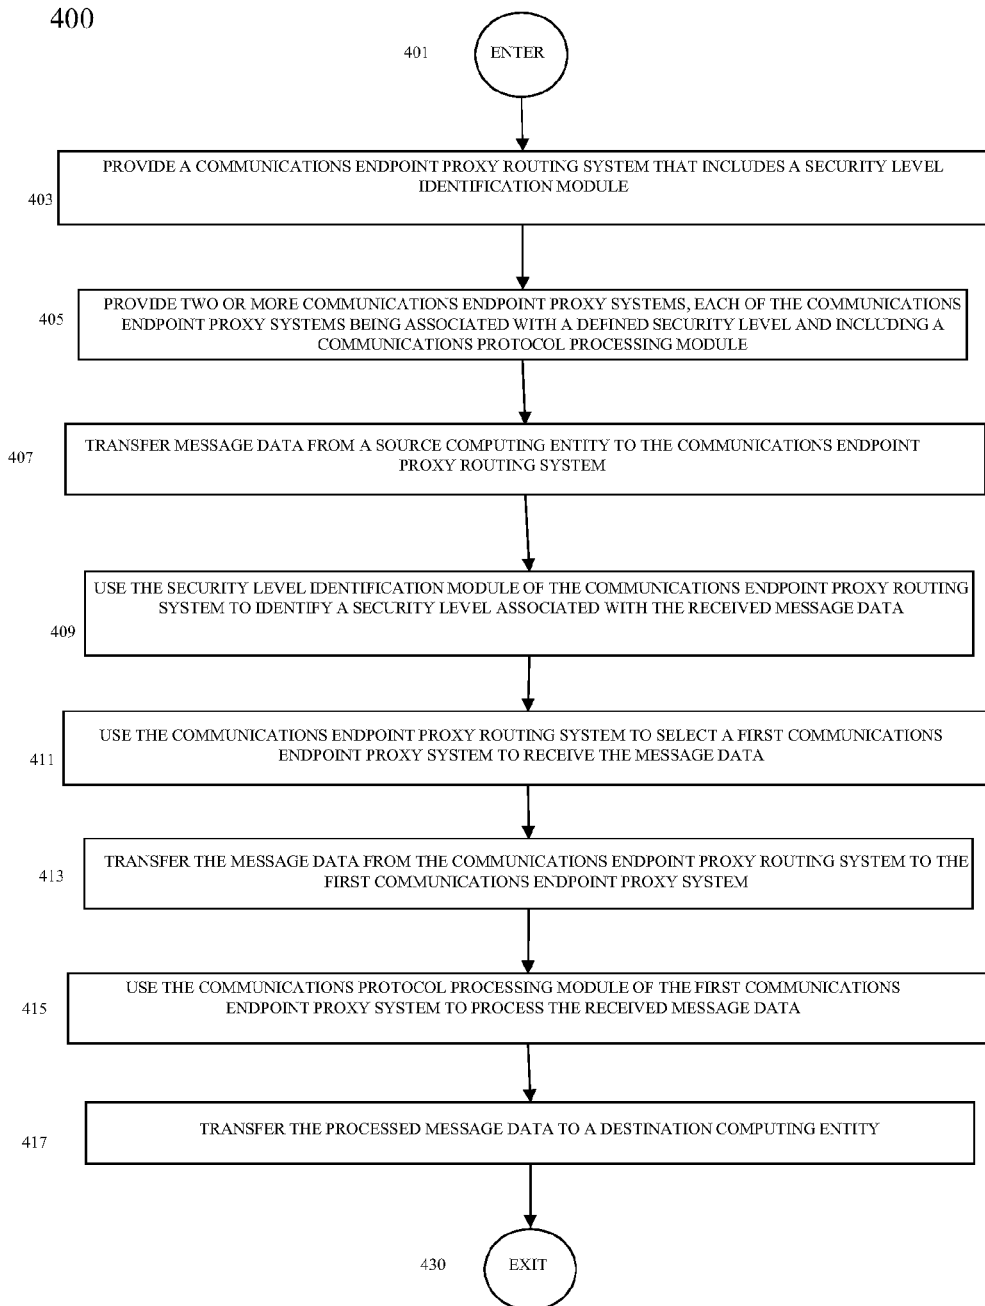 400
401
ENTER
PROVIDE A COMMUNICATIONS ENDPOINT PROXY ROUTING SYSTEM THAT INCLUDES A SECURITY LEVEL
IDENTIFICATION MODULE
403
PROVIDE TWO OR MORE COMMUNICATIONS ENDPOINT PROXY SYSTEMS, EACH OF THE COMMUNICATIONS
ENDPOINT PROXY SYSTEMS BEING ASSOCIATED WITH A DEFINED SECURITY LEVEL AND INCLUDING A
COMMUNICATIONS PROTOCOL PROCESSING MODULE
405
TRANSFER MESSAGE DATA FROM A SOURCE COMPUTING ENTITY TO THE COMMUNICATIONS ENDPOINT
PROXY ROUTING SYSTEM
407
USE THE SECURITY LEVEL IDENTIFICATION MODULE OF THE COMMUNICATIONS ENDPOINT PROXY ROUTING
SYSTEM TO IDENTIFY A SECURITY LEVEL ASSOCIATED WITH THE RECEIVED MESSAGE DATA
409
USE THE COMMUNICATIONS ENDPOINT PROXY ROUTING SYSTEM TO SELECT A FIRST COMMUNICATIONS
ENDPOINT PROXY SYSTEM TO RECEIVE THE MESSAGE DATA
411
TRANSFER THE MESSAGE DATA FROM THE COMMUNICATIONS ENDPOINT PROXY ROUTING SYSTEM TO THE
FIRST COMMUNICATIONS ENDPOINT PROXY SYSTEM
413
USE THE COMMUNICATIONS PROTOCOL PROCESSING MODULE OF THE FIRST COMMUNICATIONS
ENDPOINT PROXY SYSTEM TO PROCESS THE RECEIVED MESSAGE DATA
415
TRANSFER THE PROCESSED MESSAGE DATA TO A DESTINATION COMPUTING ENTITY
417
430
EXIT